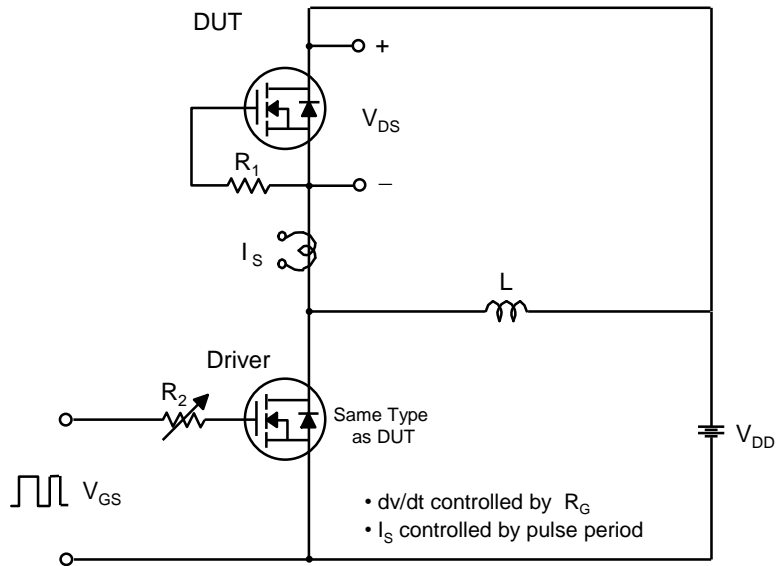 DUT
+
V_DS
R_1
–
I_S
L
Driver
R_2
Same Type
as DUT
V_DD
V_GS
• dv/dt controlled by R_G
• I_S controlled by pulse period